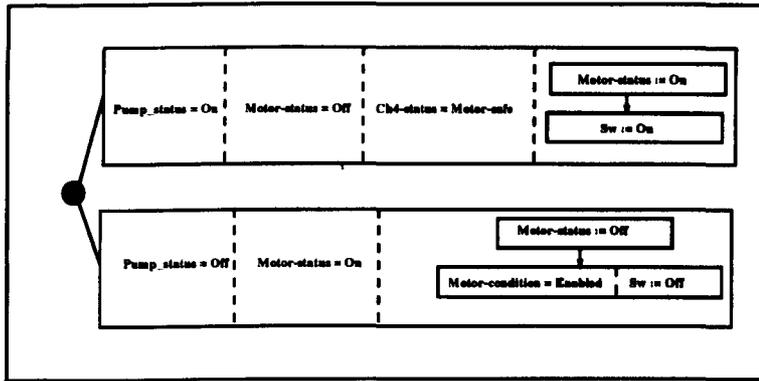 Pump_status = On
Motor-status = Off
Ch4-status = Motor-safe
Motor-status := On
Sw := On
Pump_status = Off
Motor-status = On
Motor-status := Off
Motor-condition = Enabled
Sw := Off